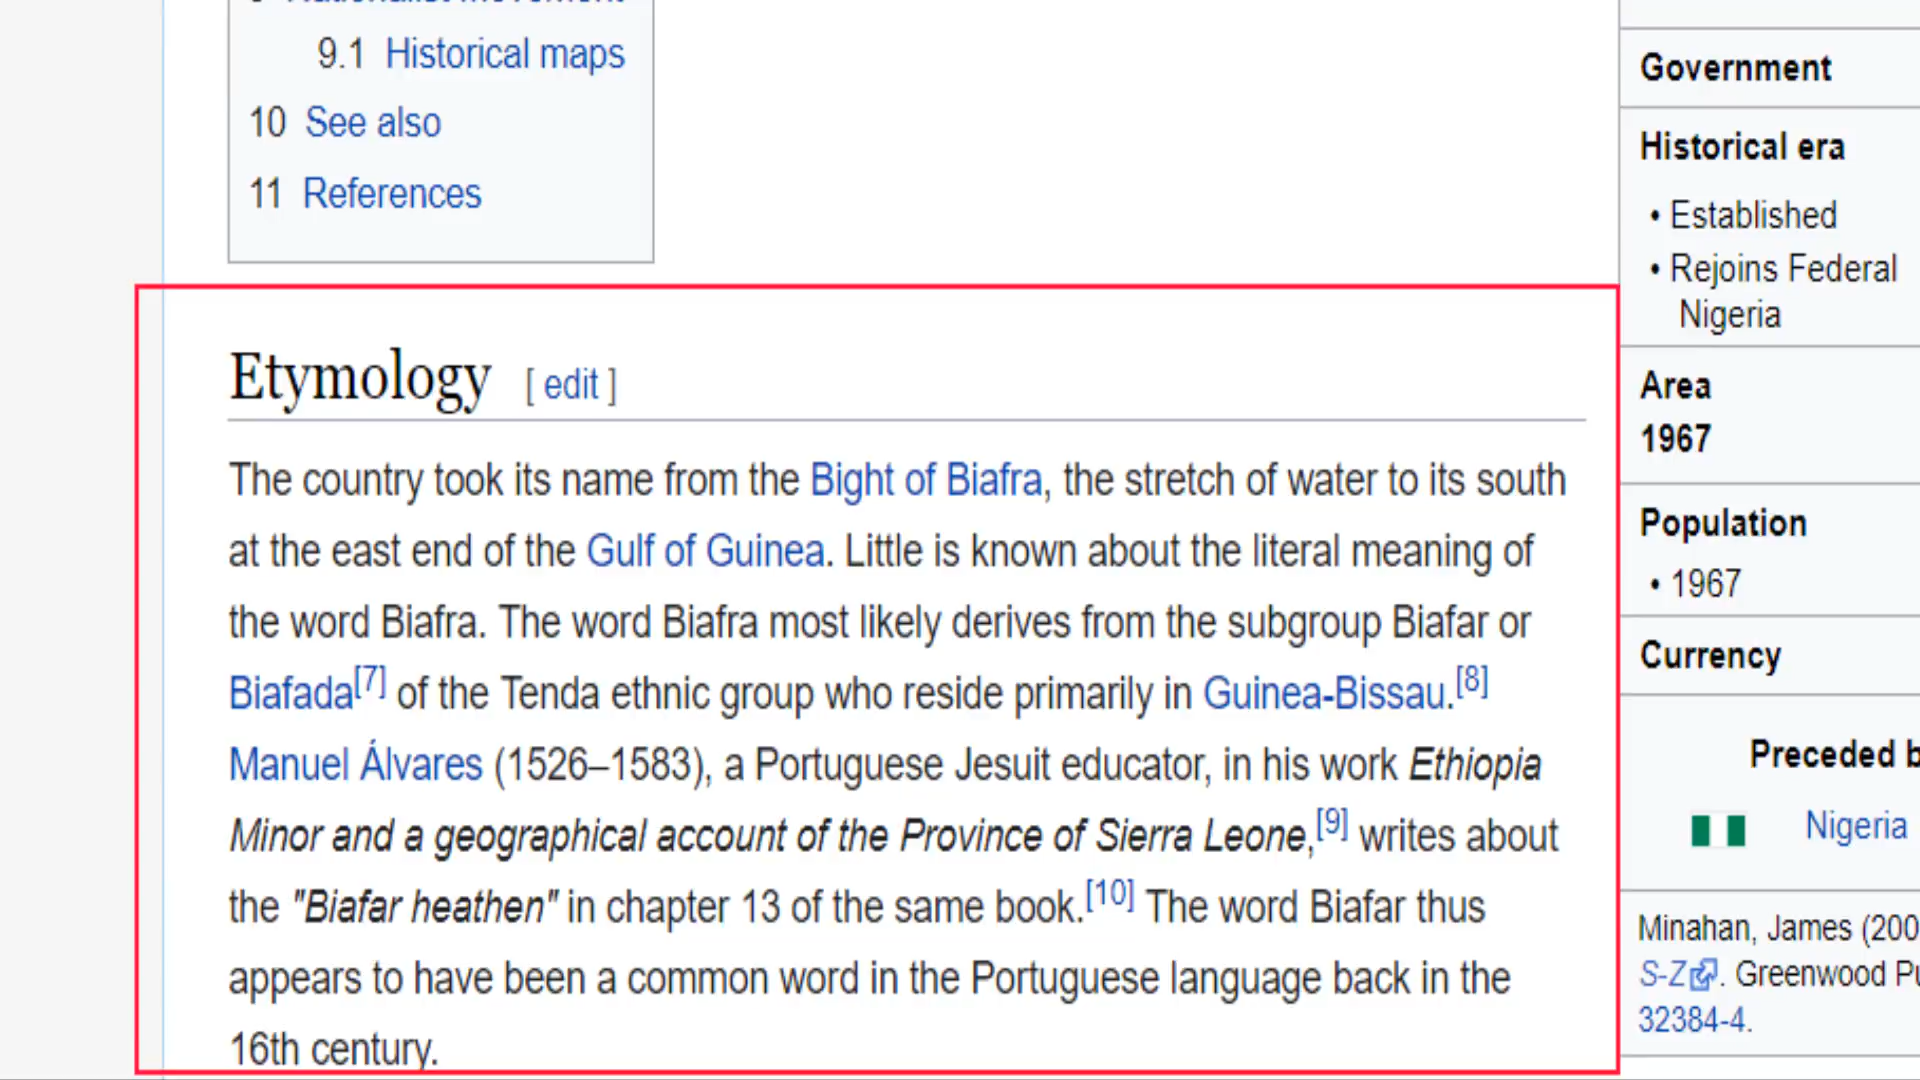 9.1 Historical maps
10 See also
11 References
Etymology [ edit ]
The country took its name from the Bight of Biafra, the stretch of water to its south
at the east end of the Gulf of Guinea. Little is known about the literal meaning of
the word Biafra. The word Biafra most likely derives from the subgroup Biafar or
Biafada[7] of the Tenda ethnic group who reside primarily in Guinea-Bissau.[8]
Manuel Álvares (1526–1583), a Portuguese Jesuit educator, in his work Ethiopia
Minor and a geographical account of the Province of Sierra Leone,[9] writes about
the "Biafar heathen" in chapter 13 of the same book.[10] The word Biafar thus
appears to have been a common word in the Portuguese language back in the
16th century.
Government
Historical era
• Established
• Rejoins Federal
Nigeria
Area
1967
Population
• 1967
Currency
Preceded b
Nigeria
Minahan, James (200
S-Z. Greenwood Pu
32384-4.